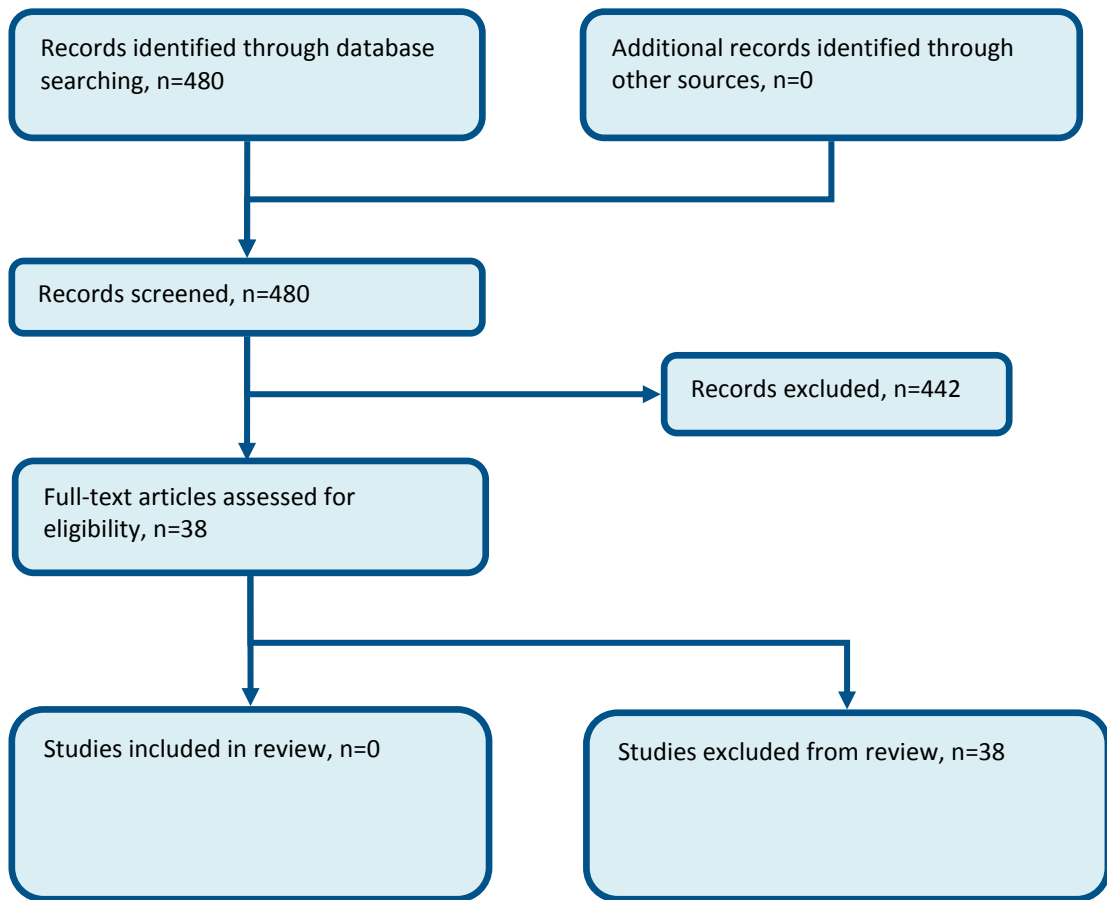 Records identified through database
searching, n=480
Additional records identified through
other sources, n=0
Records screened, n=480
Records excluded, n=442
Full-text articles assessed for
eligibility, n=38
Studies included in review, n=0
Studies excluded from review, n=38